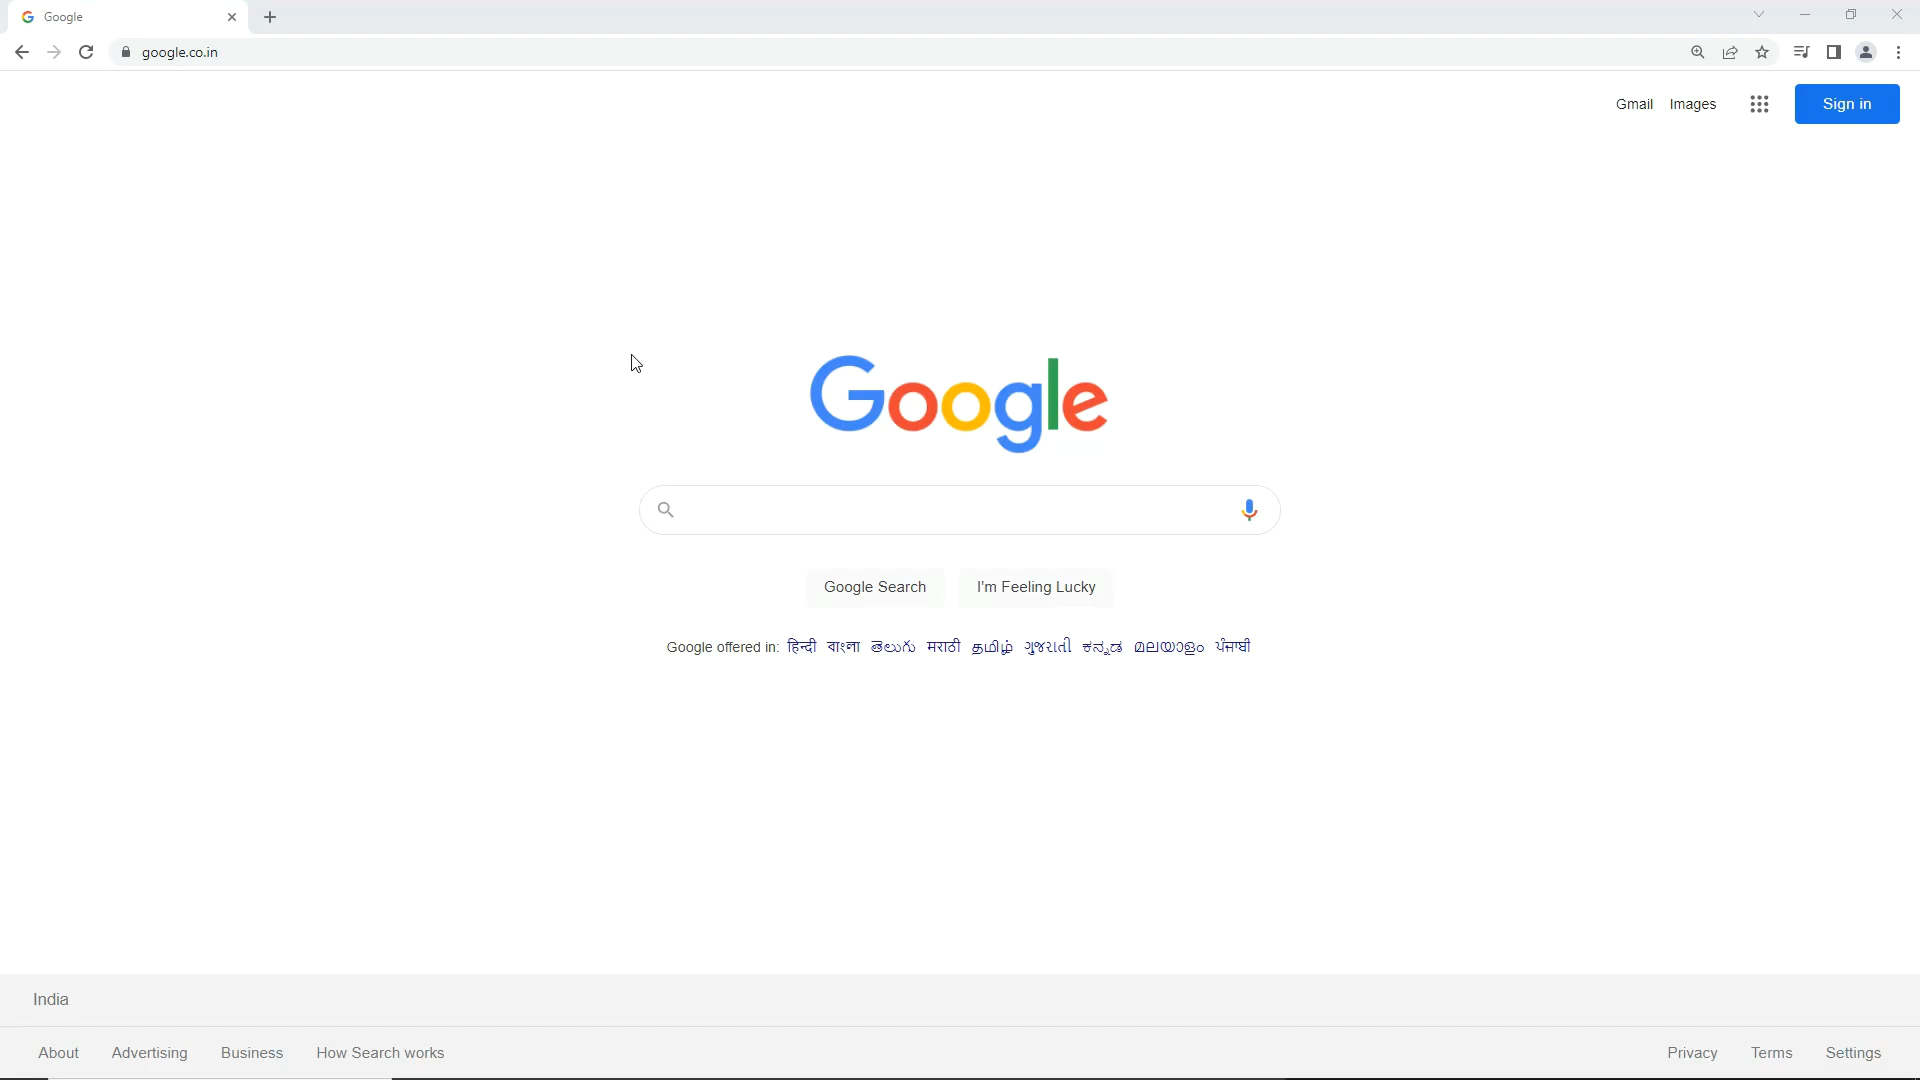 Google
google.co.in
Gmail Images Sign in
Google
Google Search I'm Feeling Lucky
Google offered in: हिन्दी বাংলা తెలుగు मराठी தமிழ் ગુજરાતી ಕನ್ನಡ മലയാളം ਪੰਜਾਬੀ
India
About Advertising Business How Search works Privacy Terms Settings